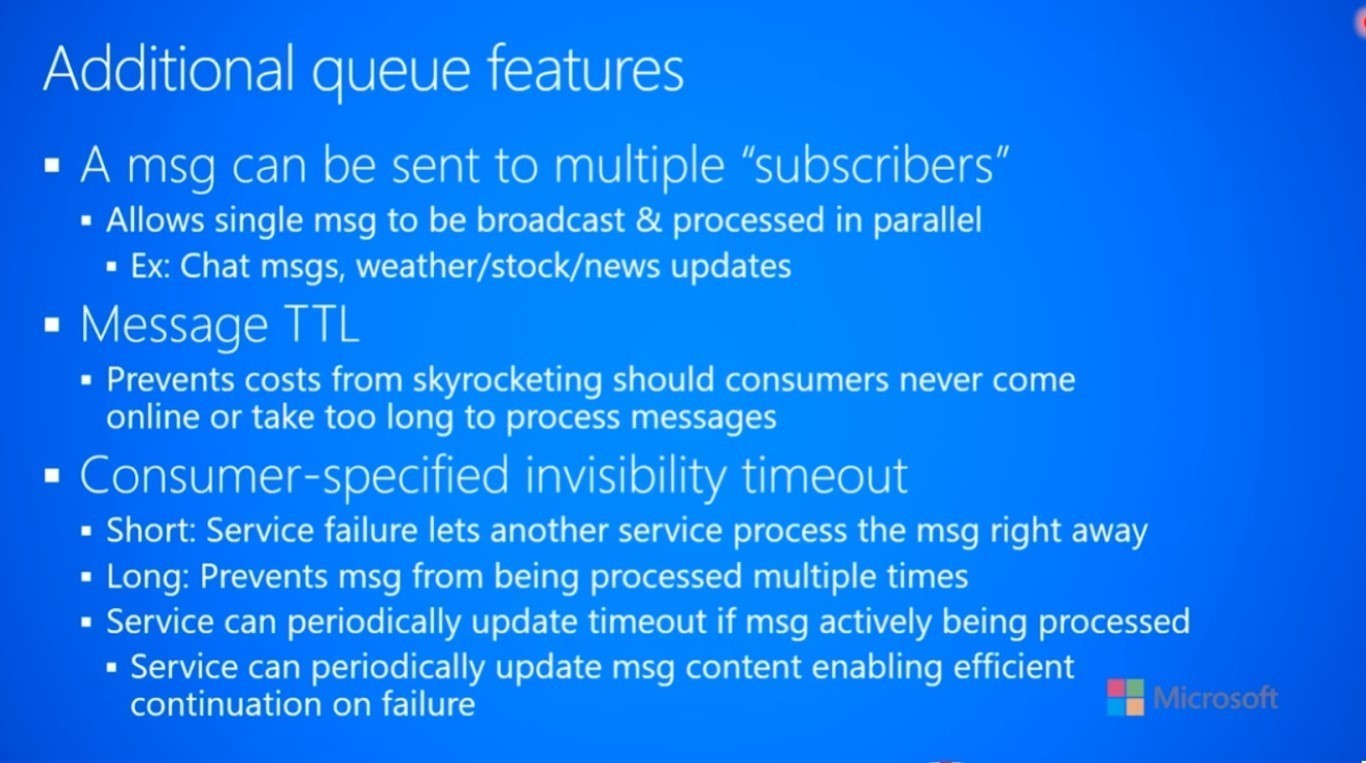 Additional queue features
▪ A msg can be sent to multiple “subscribers”
▪ Allows single msg to be broadcast & processed in parallel
▪ Ex: Chat msgs, weather/stock/news updates
▪ Message TTL
▪ Prevents costs from skyrocketing should consumers never come
online or take too long to process messages
▪ Consumer-specified invisibility timeout
▪ Short: Service failure lets another service process the msg right away
▪ Long: Prevents msg from being processed multiple times
▪ Service can periodically update timeout if msg actively being processed
▪ Service can periodically update msg content enabling efficient
continuation on failure
Microsoft